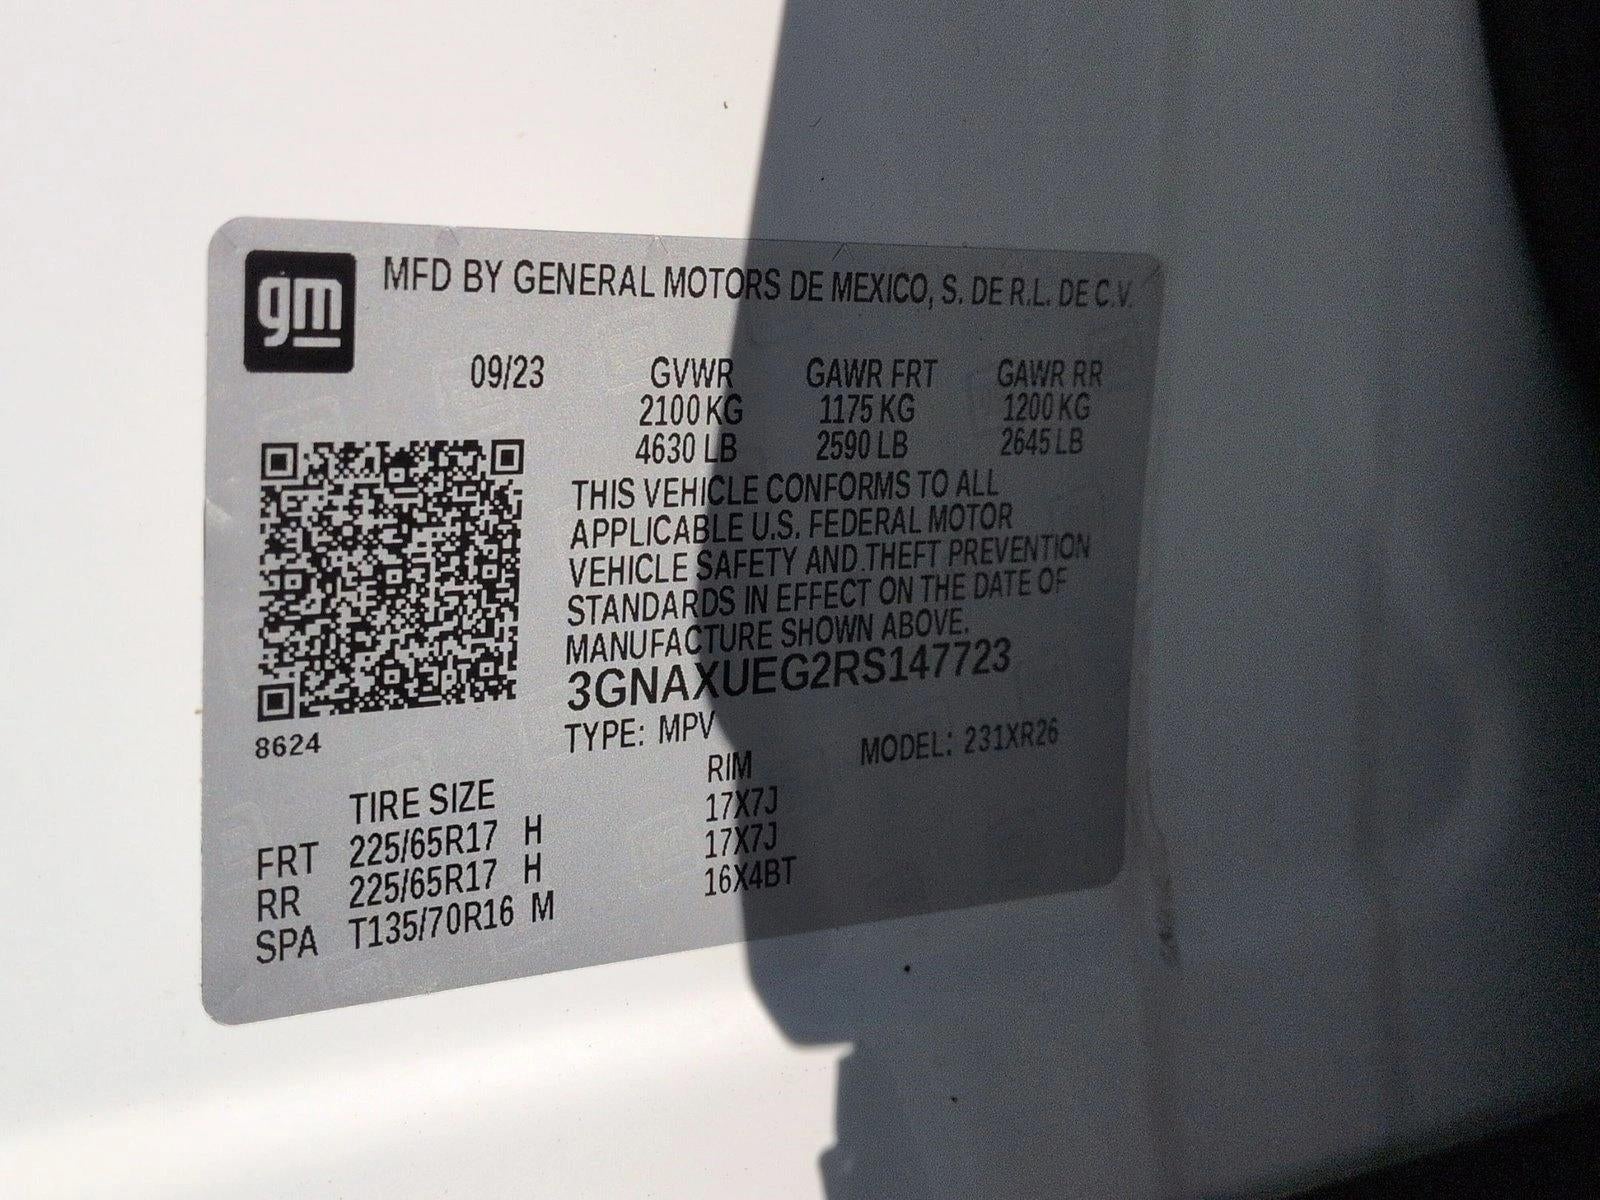 gm
MFD BY GENERAL MOTORS DE MEXICO, S. DE R.L. DE C.V.
09/23 GVWR GAWR FRT GAWR RR
2100 KG 1175 KG 1200 KG
4630 LB 2590 LB 2645 LB
THIS VEHICLE CONFORMS TO ALL
APPLICABLE U.S. FEDERAL MOTOR
VEHICLE SAFETY AND THEFT PREVENTION
STANDARDS IN EFFECT ON THE DATE OF
MANUFACTURE SHOWN ABOVE.
3GNAXUEG2RS147723
8624
TYPE: MPV MODEL: 231XR26
TIRE SIZE RIM
FRT 225/65R17 H 17X7J
RR 225/65R17 H 17X7J
SPA T135/70R16 M 16X4BT